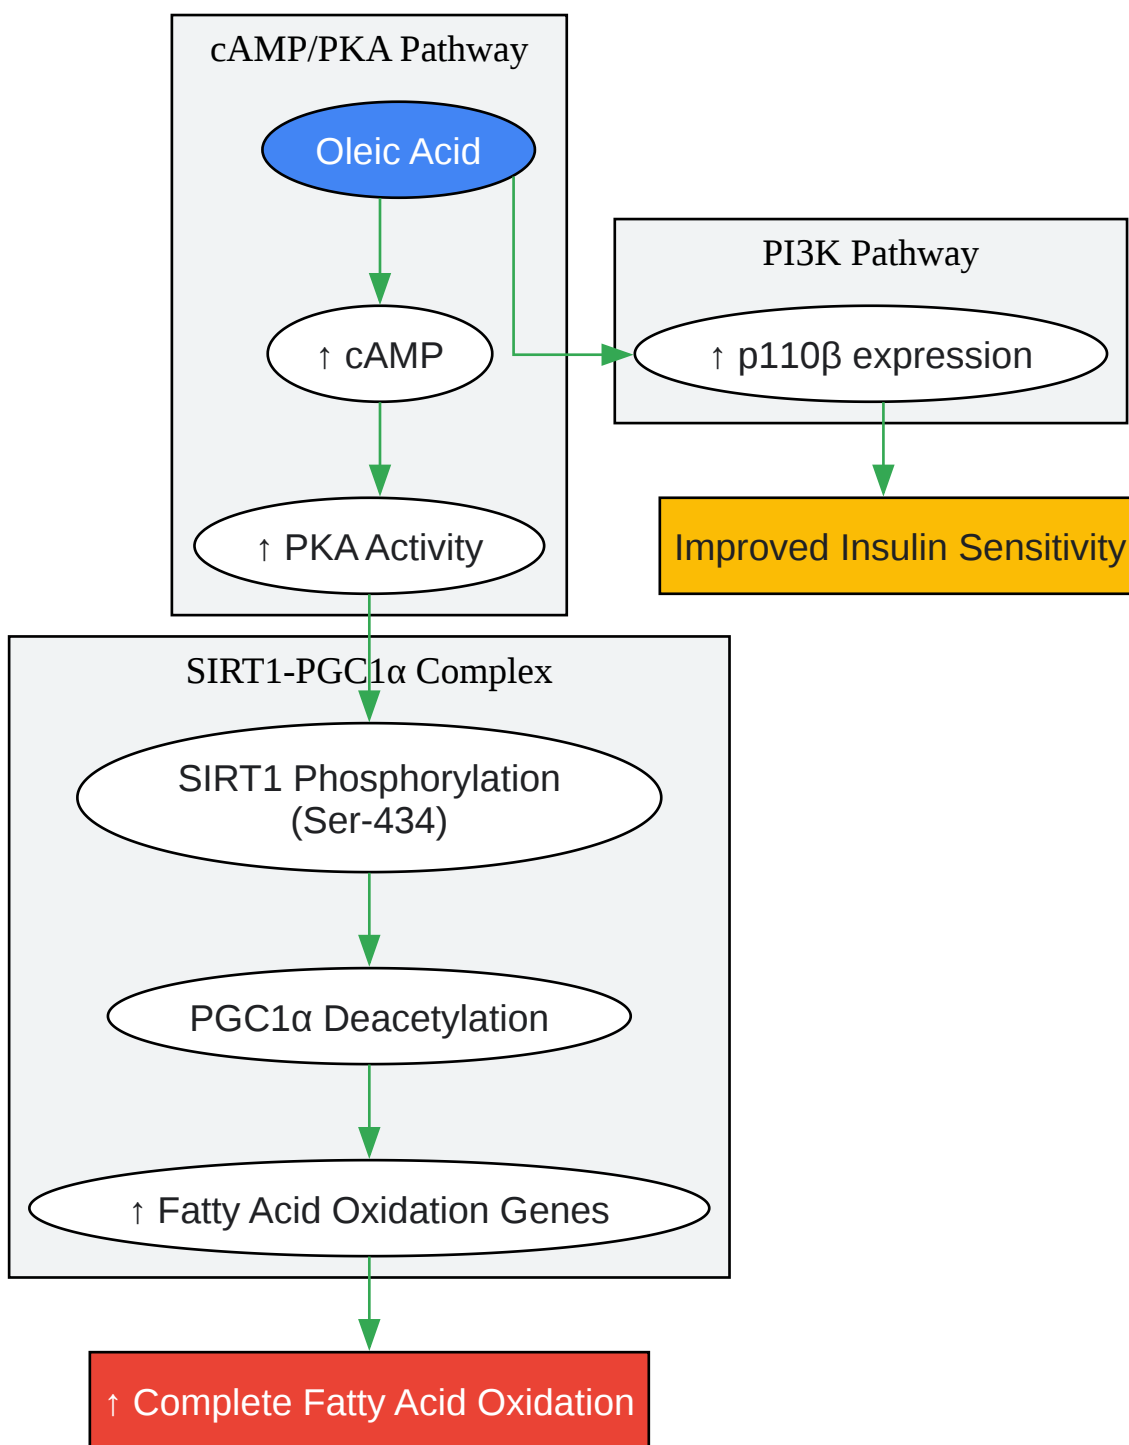 cAMP/PKA Pathway
Oleic Acid
PI3K Pathway
↑ cAMP
↑ p110β expression
↑ PKA Activity
Improved Insulin Sensitivity
SIRT1-PGC1α Complex
SIRT1 Phosphorylation
(Ser-434)
PGC1α Deacetylation
↑ Fatty Acid Oxidation Genes
↑ Complete Fatty Acid Oxidation